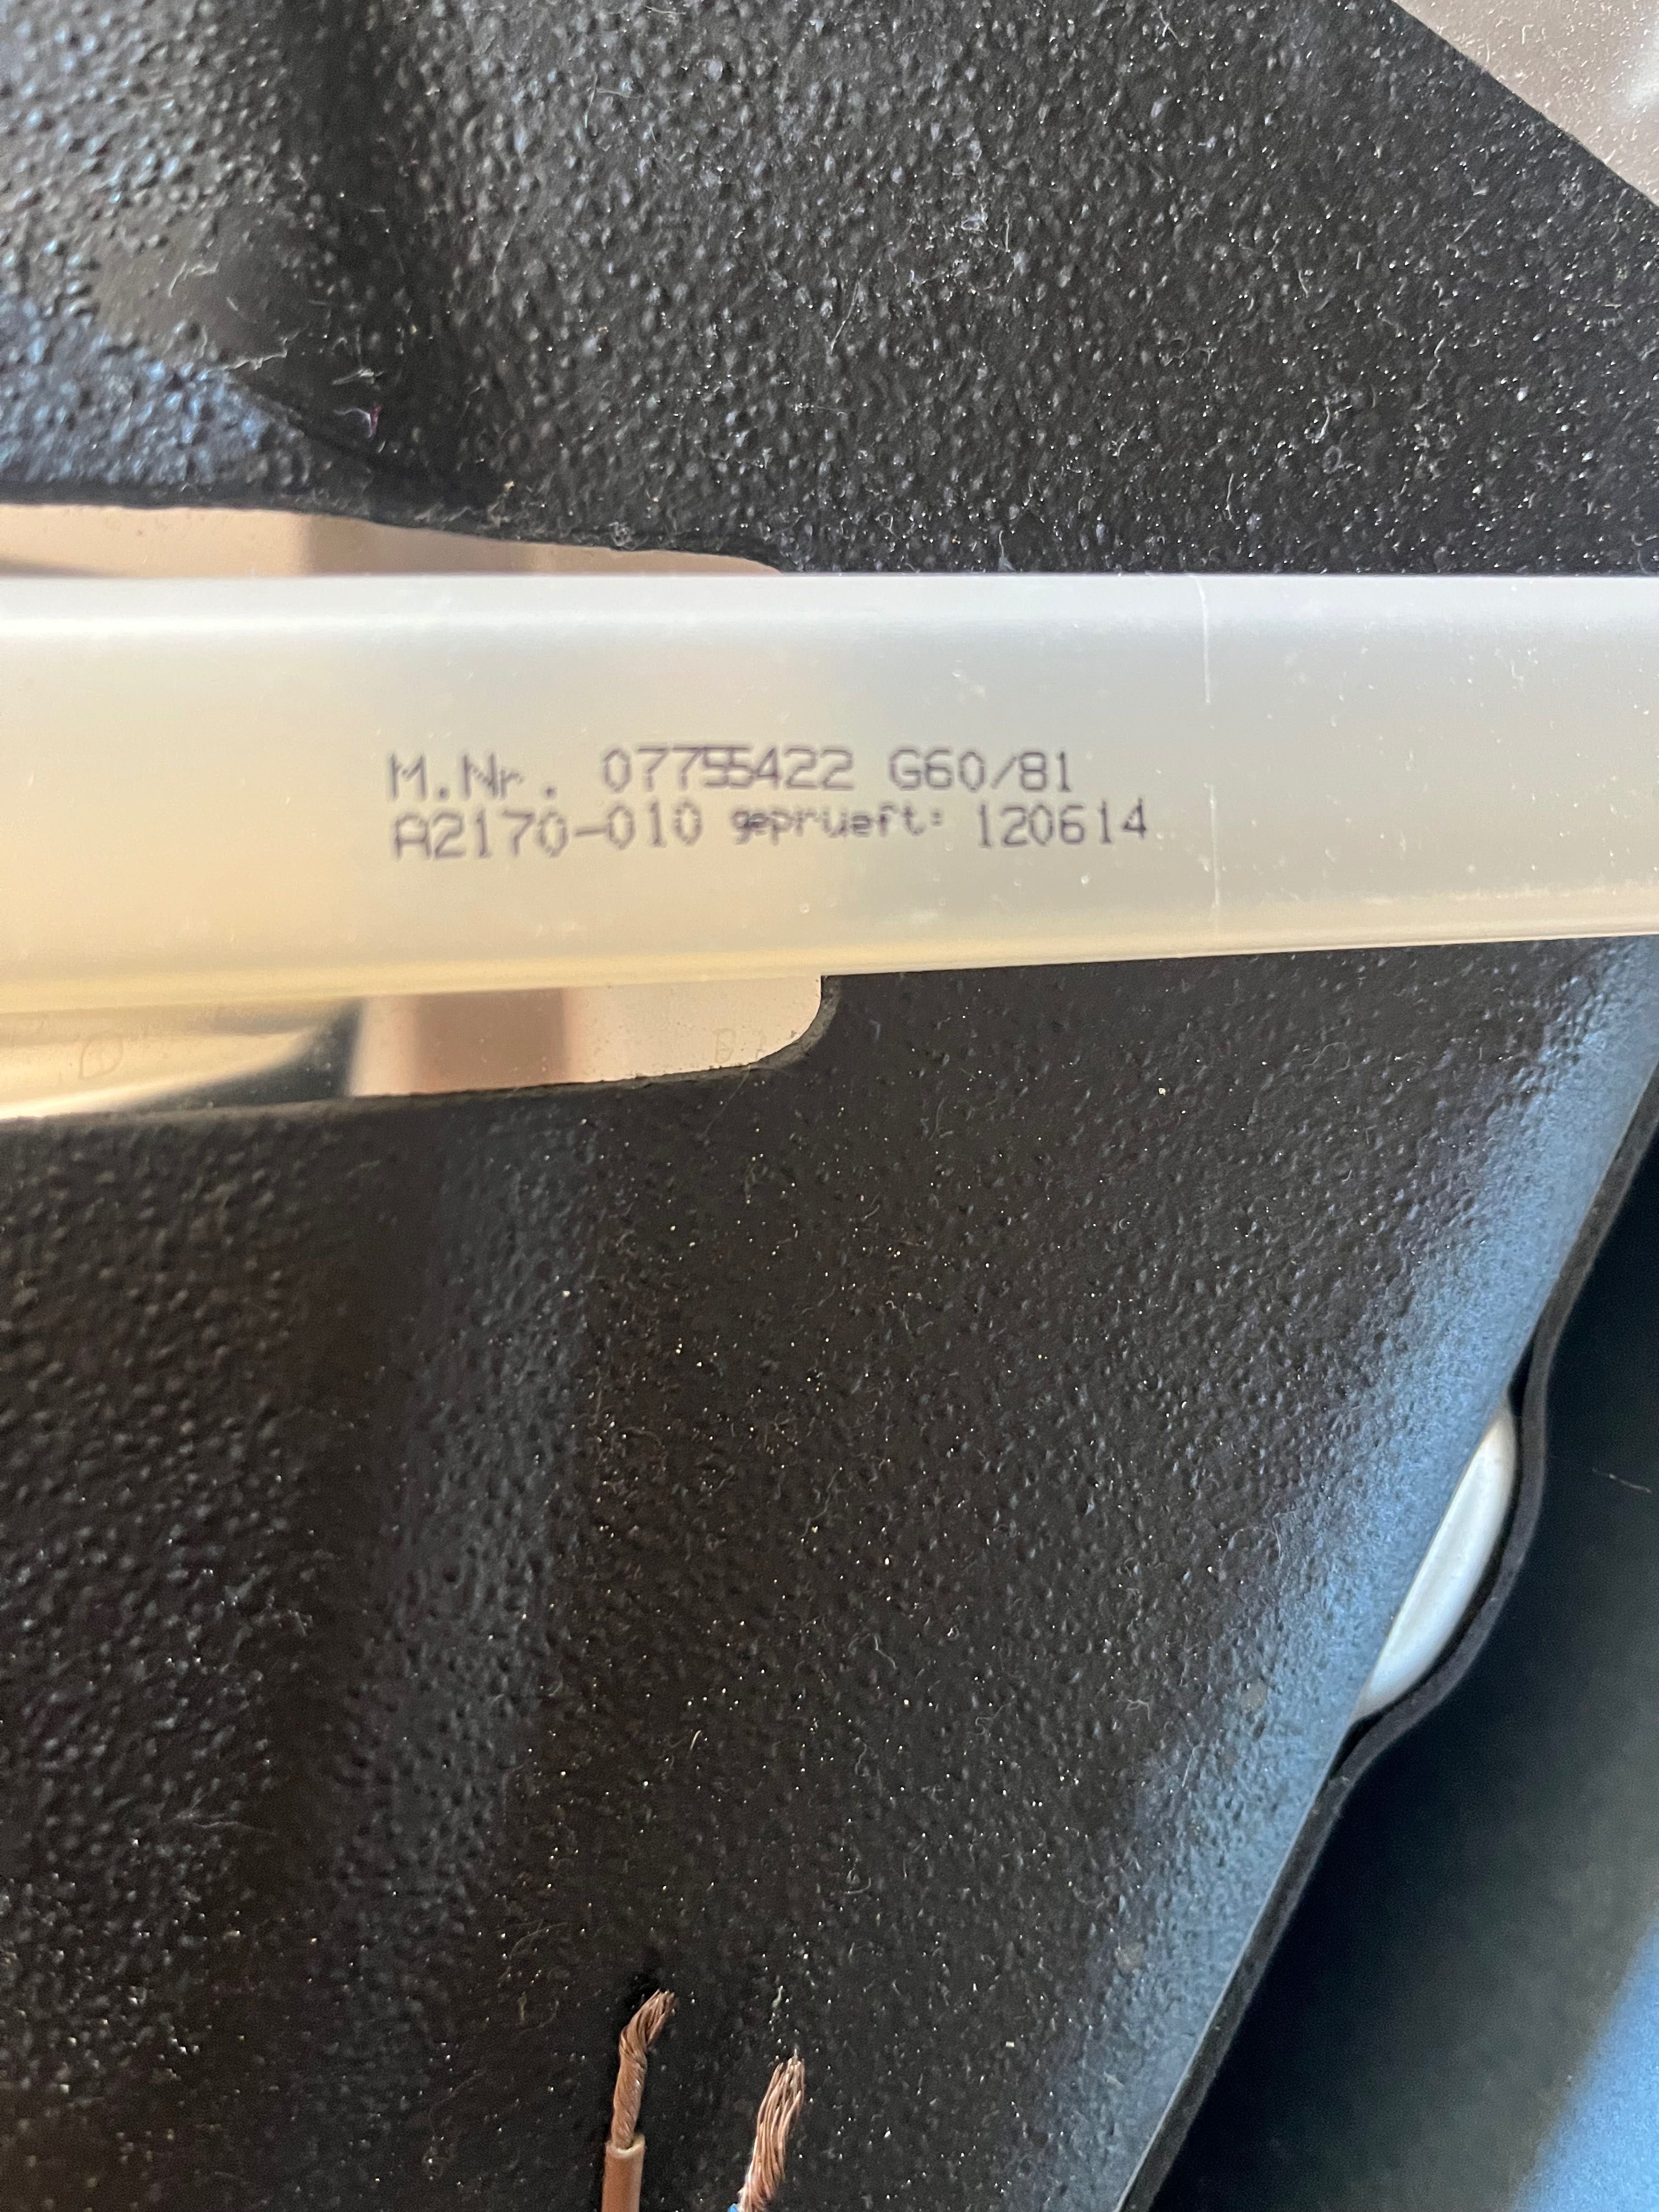 M.Nr. 07755422 G60/81
A2170-010 geprueft: 120614